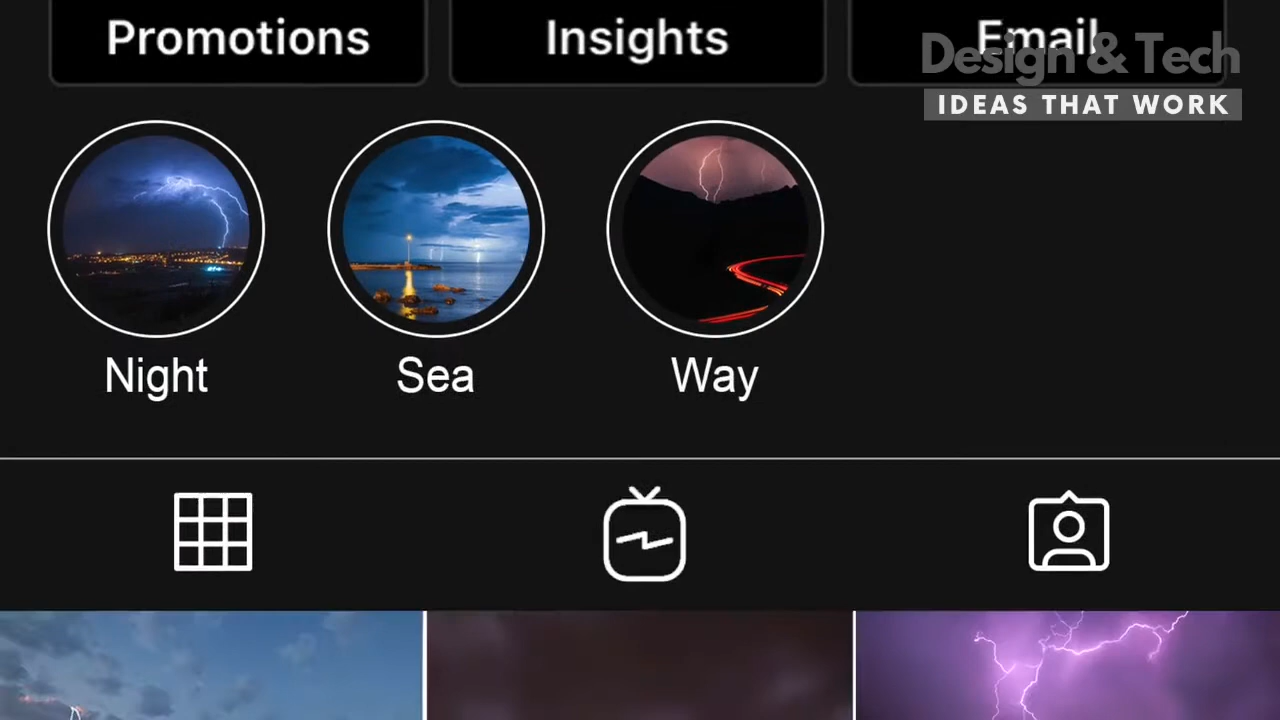 Promotions
Insights
Email
Design & Tech
IDEAS THAT WORK
Night
Sea
Way